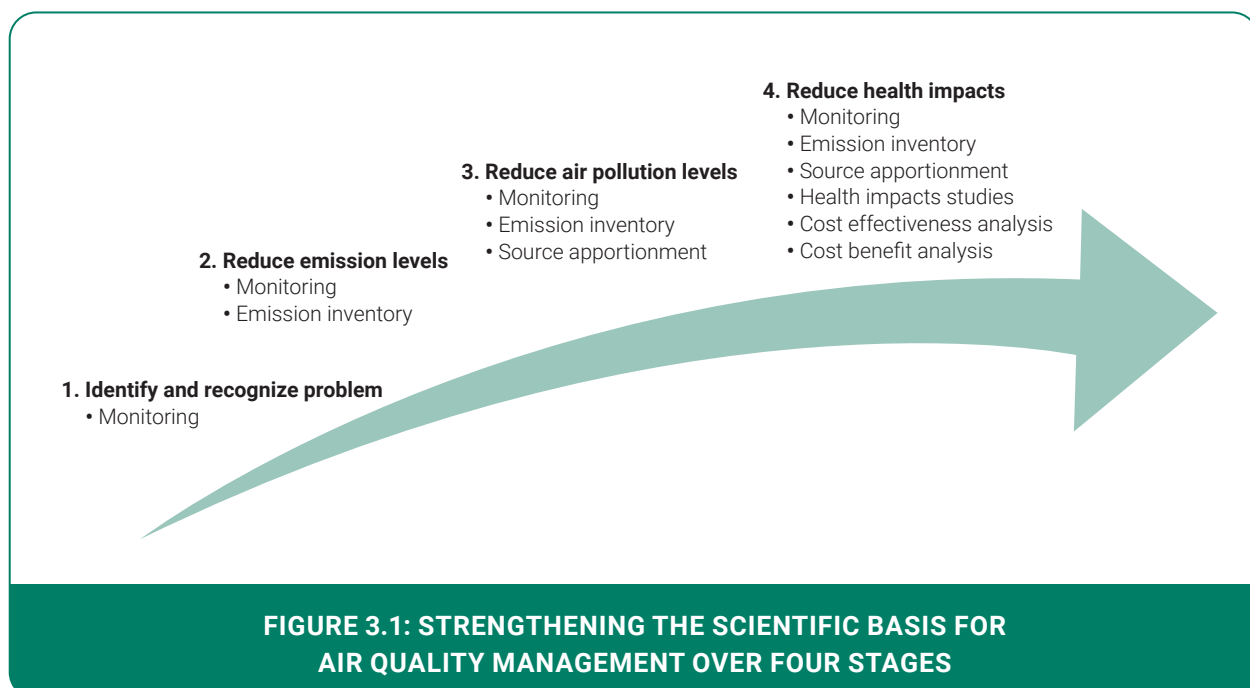 1. Identify and recognize problem
• Monitoring
2. Reduce emission levels
• Monitoring
• Emission inventory
3. Reduce air pollution levels
• Monitoring
• Emission inventory
• Source apportionment
4. Reduce health impacts
• Monitoring
• Emission inventory
• Source apportionment
• Health impacts studies
• Cost effectiveness analysis
• Cost benefit analysis
FIGURE 3.1: STRENGTHENING THE SCIENTIFIC BASIS FOR
AIR QUALITY MANAGEMENT OVER FOUR STAGES